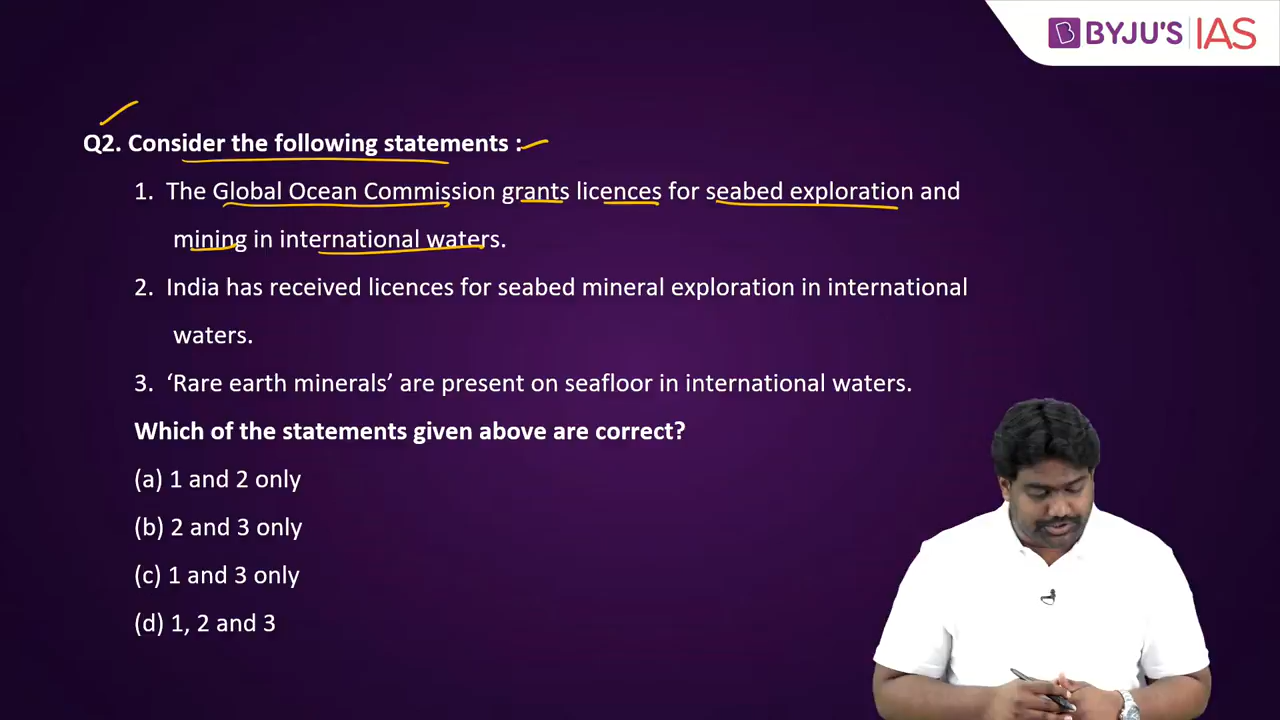 BYJU'S IAS
Q2. Consider the following statements :
1. The Global Ocean Commission grants licences for seabed exploration and
mining in international waters.
2. India has received licences for seabed mineral exploration in international
waters.
3. ‘Rare earth minerals’ are present on seafloor in international waters.
Which of the statements given above are correct?
(a) 1 and 2 only
(b) 2 and 3 only
(c) 1 and 3 only
(d) 1, 2 and 3